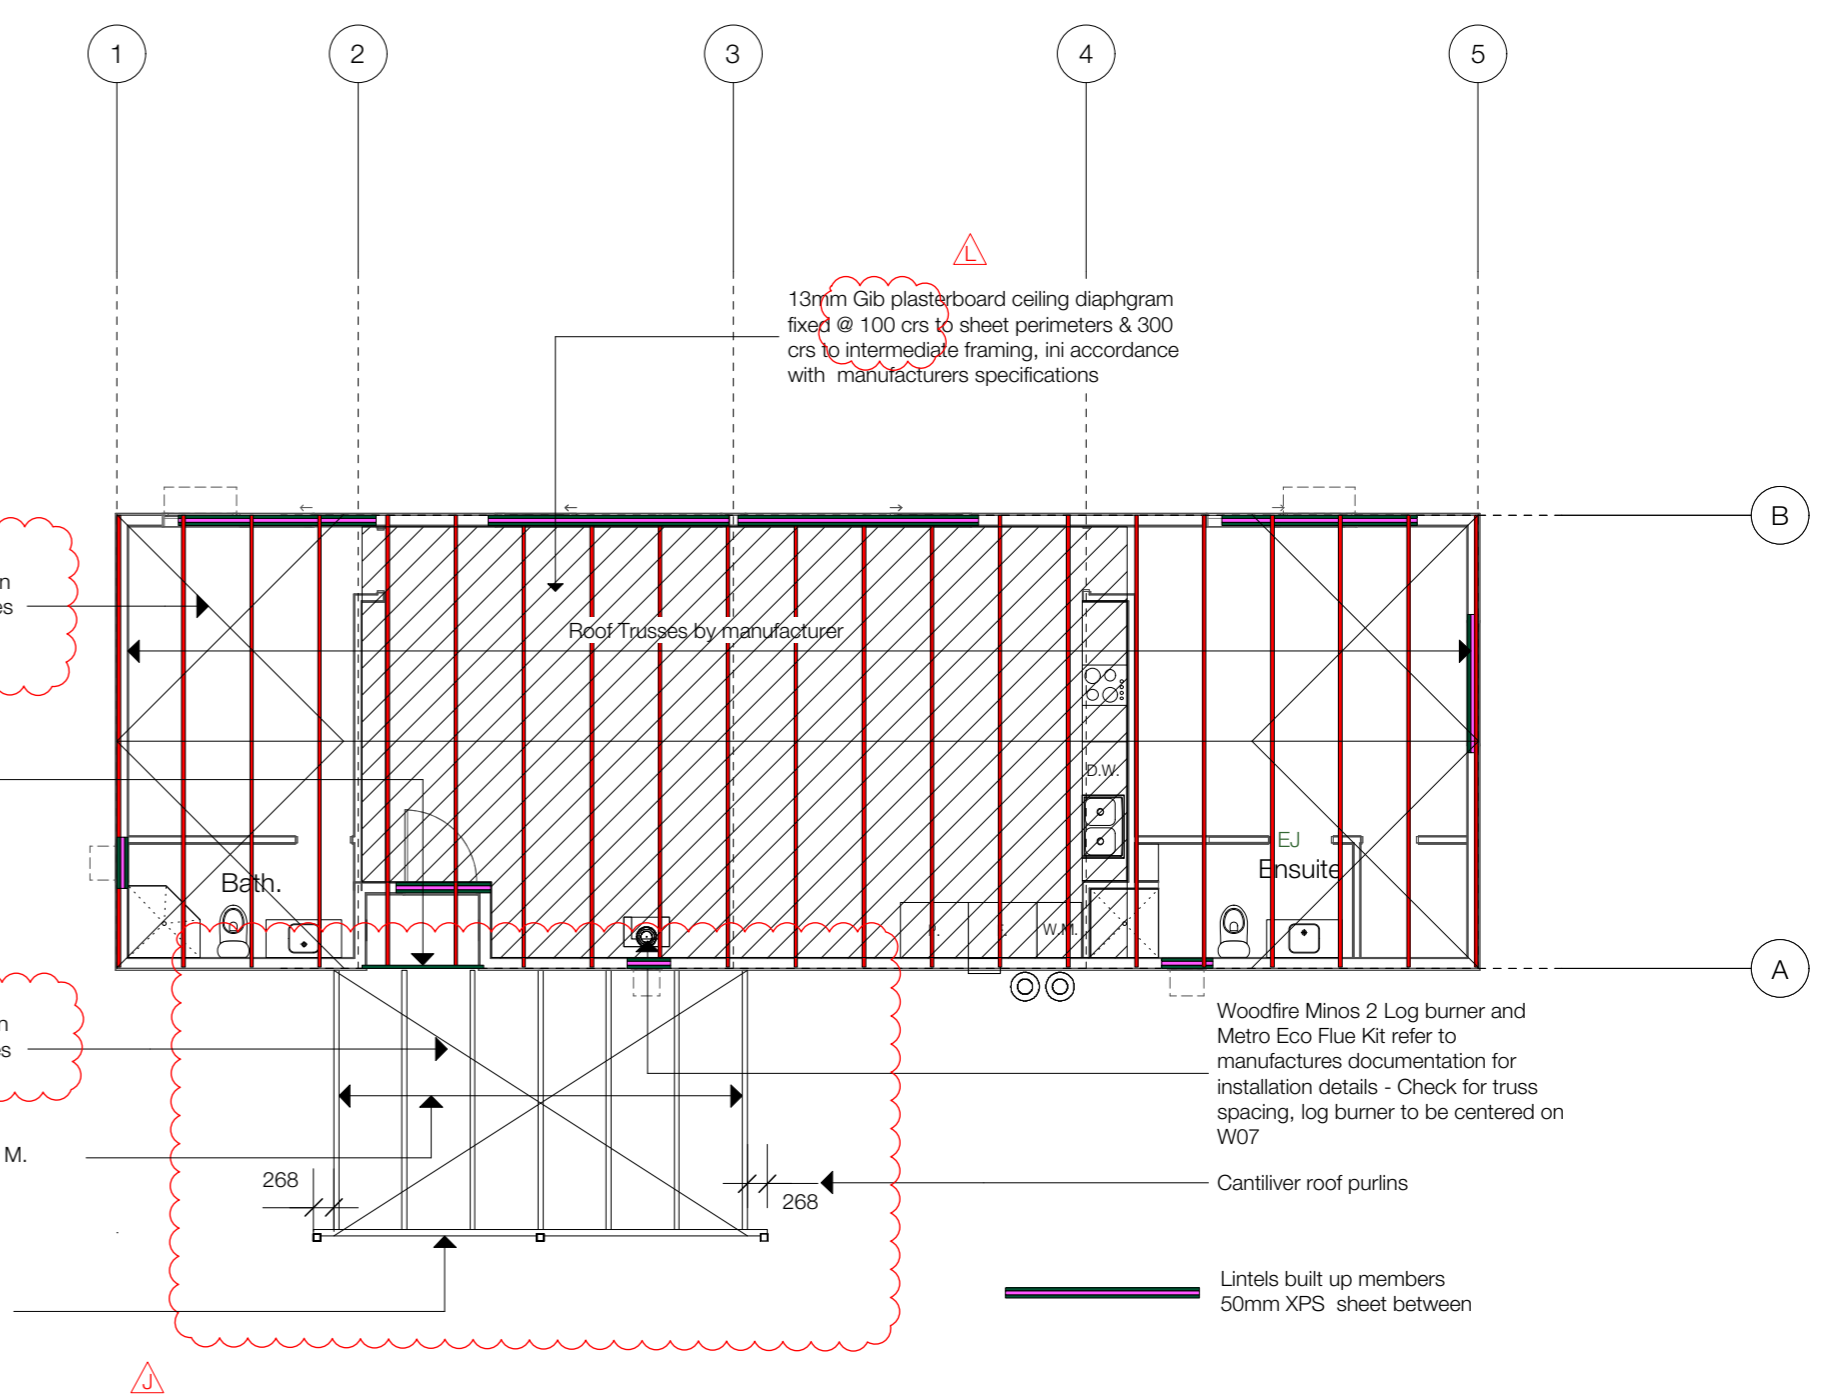 1
2
3
4
5
L
13mm Gib plasterboard ceiling diaphgram
fixed @ 100 crs to sheet perimeters & 300
crs to intermediate framing, ini accordance
with manufacturers specifications
B
n
es
Roof Trusses by manufacturer
D.W.
EJ
Ensuite
Bath.
W.M.
A
n
es
Woodfire Minos 2 Log burner and
Metro Eco Flue Kit refer to
manufactures documentation for
installation details - Check for truss
spacing, log burner to be centered on
W07
M.
268
268
Cantiliver roof purlins
Lintels built up members
50mm XPS sheet between
J